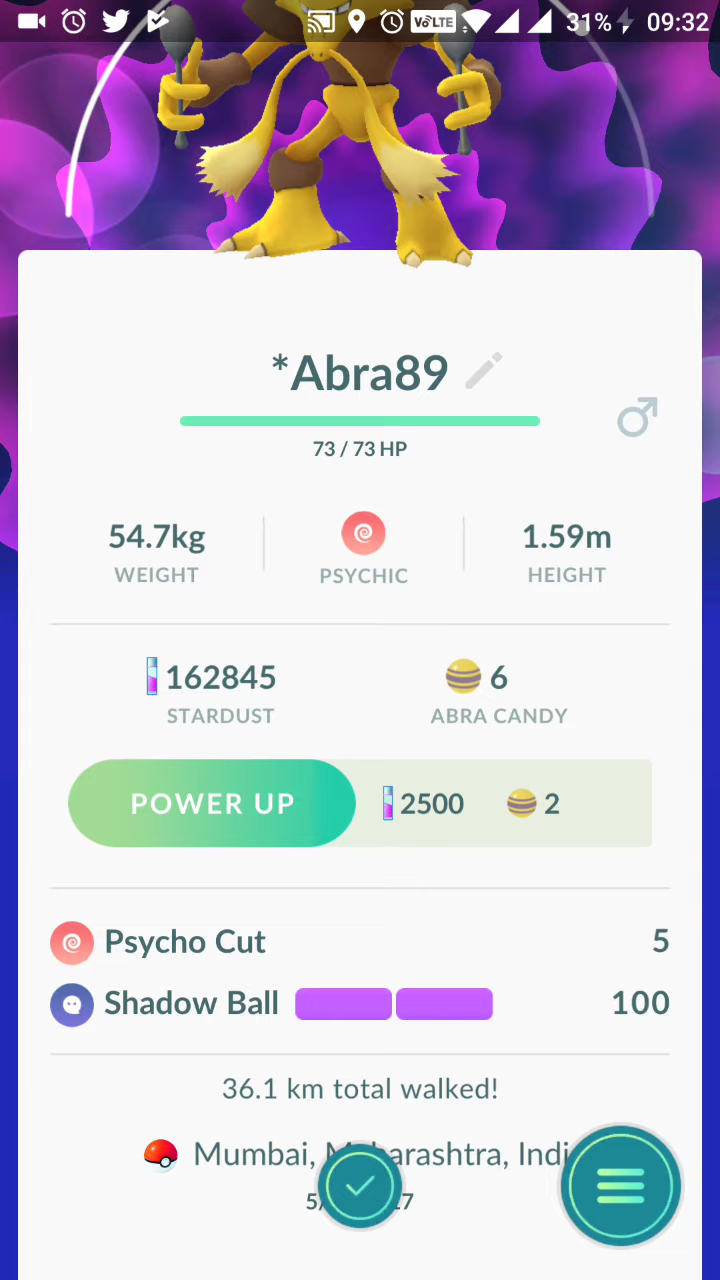 VoLTE 31% 09:32
*Abra89
73 / 73 HP
54.7kg
WEIGHT
PSYCHIC
1.59m
HEIGHT
162845
STARDUST
6
ABRA CANDY
POWER UP 2500 2
Psycho Cut 5
Shadow Ball 100
36.1 km total walked!
Mumbai,